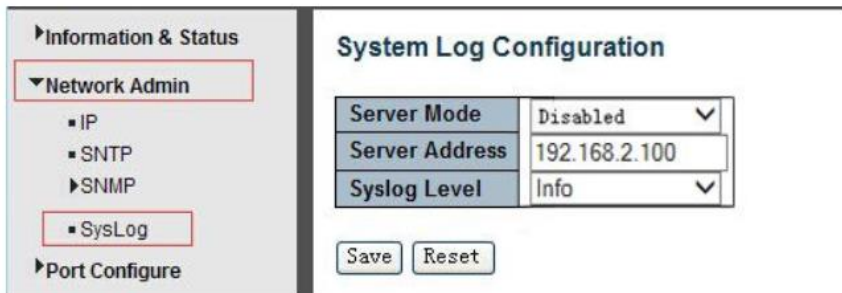 Information & Status
Network Admin
IP
SNTP
SNMP
SysLog
Port Configure
System Log Configuration
Server Mode Disabled
Server Address 192.168.2.100
Syslog Level Info
Save Reset